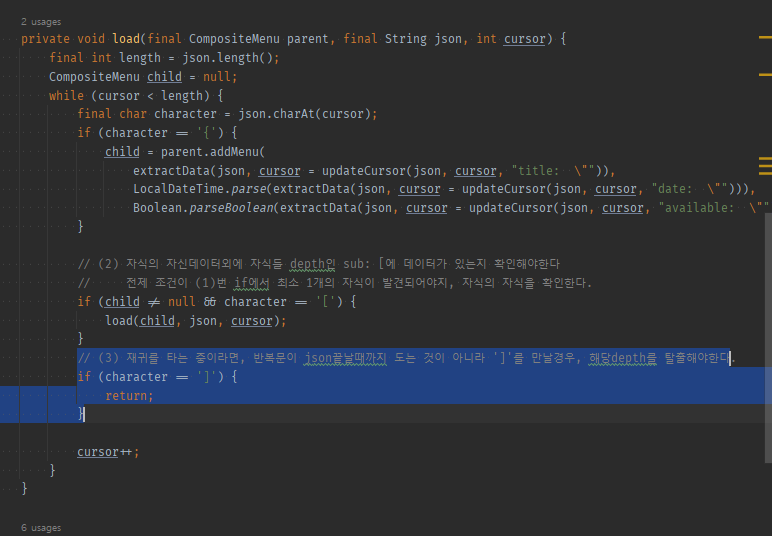 2 usages
private void load(final CompositeMenu parent, final String json, int cursor) {
final int length = json.length();
CompositeMenu child = null;
while (cursor < length) {
final char character = json.charAt(cursor);
if (character == '{') {
child = parent.addMenu(
extractData(json, cursor = updateCursor(json, cursor, "title: \"")),
LocalDateTime.parse(extractData(json, cursor = updateCursor(json, cursor, "date: \""))),
Boolean.parseBoolean(extractData(json, cursor = updateCursor(json, cursor, "available: \""
}
// (2) 자식의 자신데이터외에 자식들 depth인 sub: [에 데이터가 있는지 확인해야한다
// 전제 조건이 (1)번 if에서 최소 1개의 자식이 발견되어야지, 자식의 자식을 확인한다.
if (child != null && character == '[') {
load(child, json, cursor);
}
// (3) 재귀를 타는 중이라면, 반복문이 json끝날때까지 도는 것이 아니라 ']'를 만날경우, 해당depth를 탈출해야한다.
if (character == ']') {
return;
}
cursor++;
}
}
6 usages